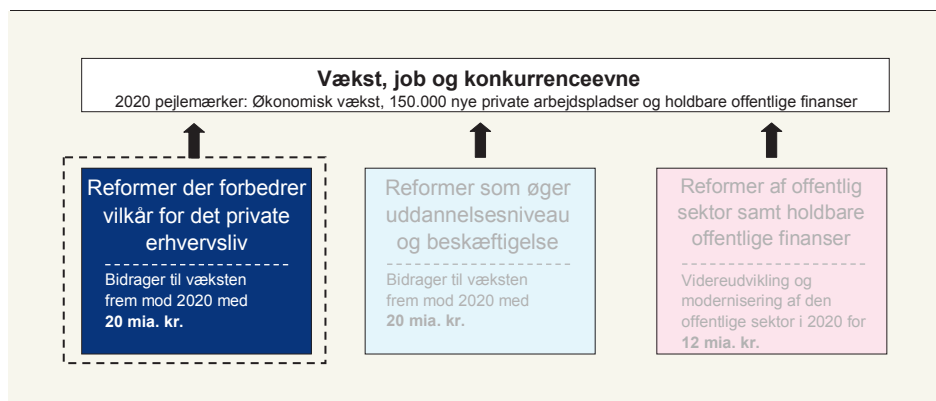 Vækst, job og konkurrenceevne
2020 pejlemærker: Økonomisk vækst, 150.000 nye private arbejdspladser og holdbare offentlige finanser
Reformer der forbedrer
vilkår for det private
erhvervsliv
Bidrager til væksten
frem mod 2020 med
20 mia. kr.
Reformer som øger
uddannelsesniveau
og beskæftigelse
Bidrager til væksten
frem mod 2020 med
20 mia. kr.
Reformer af offentlig
sektor samt holdbare
offentlige finanser
Videreudvikling og
modernisering af den
offentlige sektor i 2020 for
12 mia. kr.